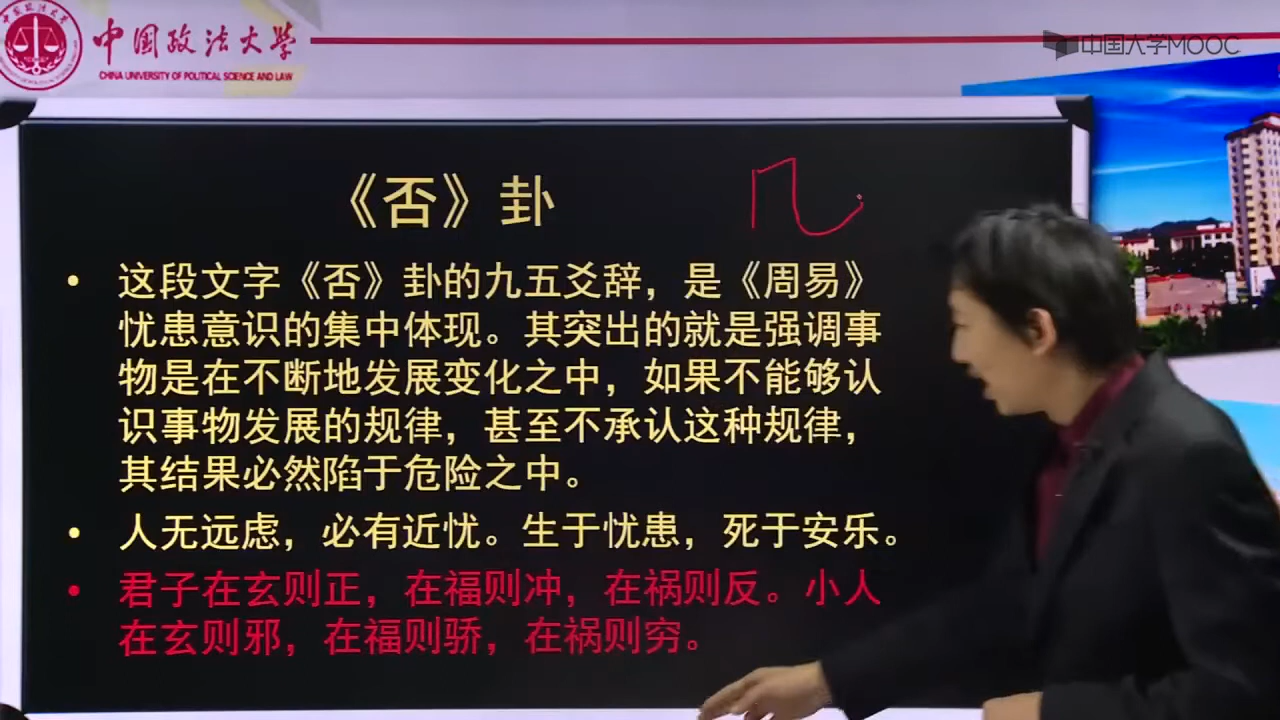 中国政法大学
CHINA UNIVERSITY OF POLITICAL SCIENCE AND LAW
中国大学MOOC
《否》卦
• 这段文字《否》卦的九五爻辞，是《周易》
忧患意识的集中体现。其突出的就是强调事
物是在不断地发展变化之中，如果不能够认
识事物发展的规律，甚至不承认这种规律，
其结果必然陷于危险之中。
• 人无远虑，必有近忧。生于忧患，死于安乐。
• 君子在玄则正，在福则冲，在祸则反。小人
在玄则邪，在福则骄，在祸则穷。